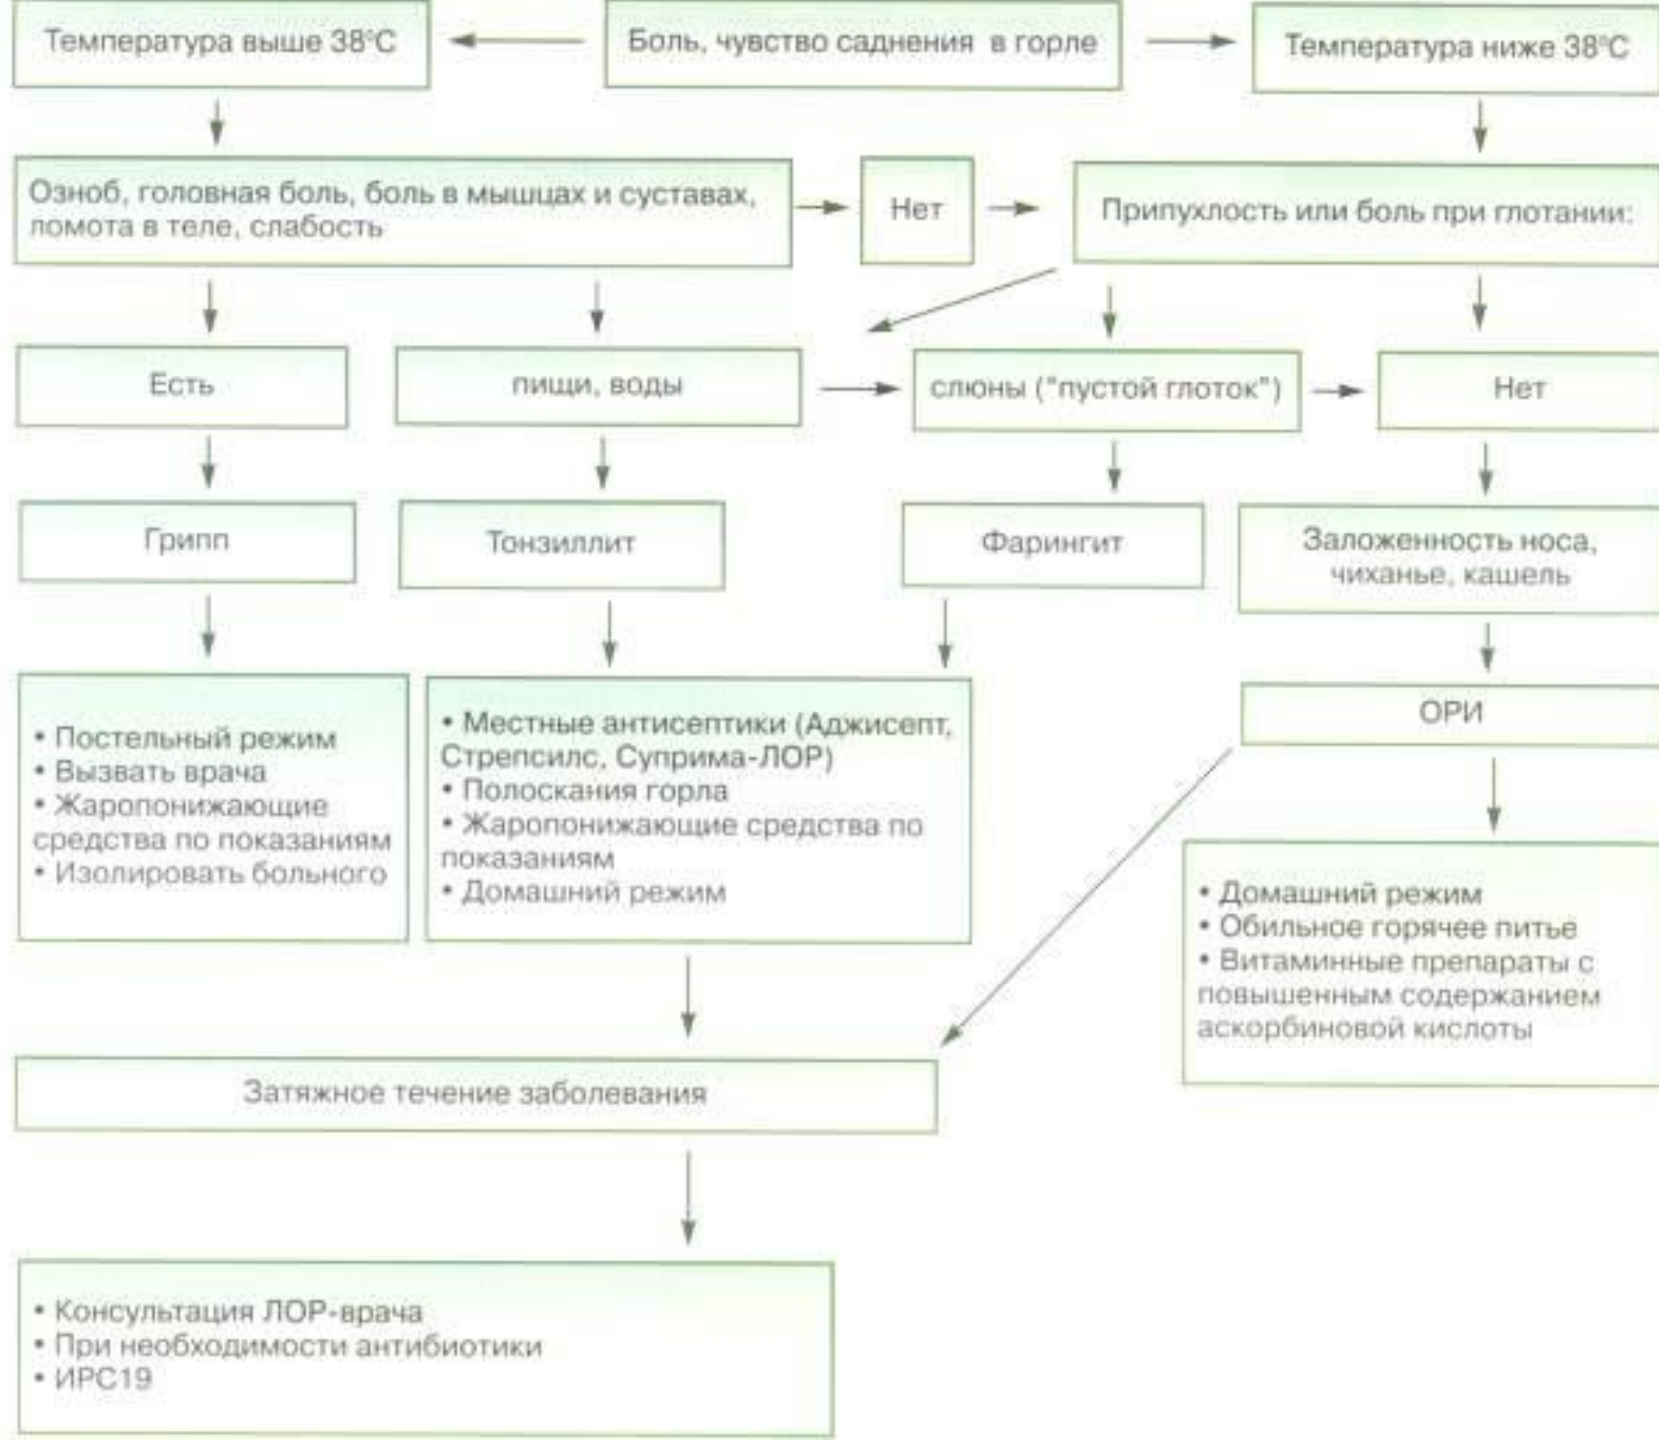 Температура выше 38°С
Боль, чувство саднения в горле
Температура ниже 38°С
Озноб, головная боль, боль в мышцах и суставах,
ломота в теле, слабость
Нет
Припухлость или боль при глотании:
Есть
пищи, воды
слюны ("пустой глоток")
Нет
Грипп
Тонзиллит
Фарингит
Заложенность носа,
чиханье, кашель
• Постельный режим
• Вызвать врача
• Жаропонижающие
средства по показаниям
• Изолировать больного
• Местные антисептики (Аджисепт,
Стрепсилс, Суприма-ЛОР)
• Полоскания горла
• Жаропонижающие средства по
показаниям
• Домашний режим
ОРИ
• Домашний режим
• Обильное горячее питье
• Витаминные препараты с
повышенным содержанием
аскорбиновой кислоты
Затяжное течение заболевания
• Консультация ЛОР-врача
• При необходимости антибиотики
• ИРС19